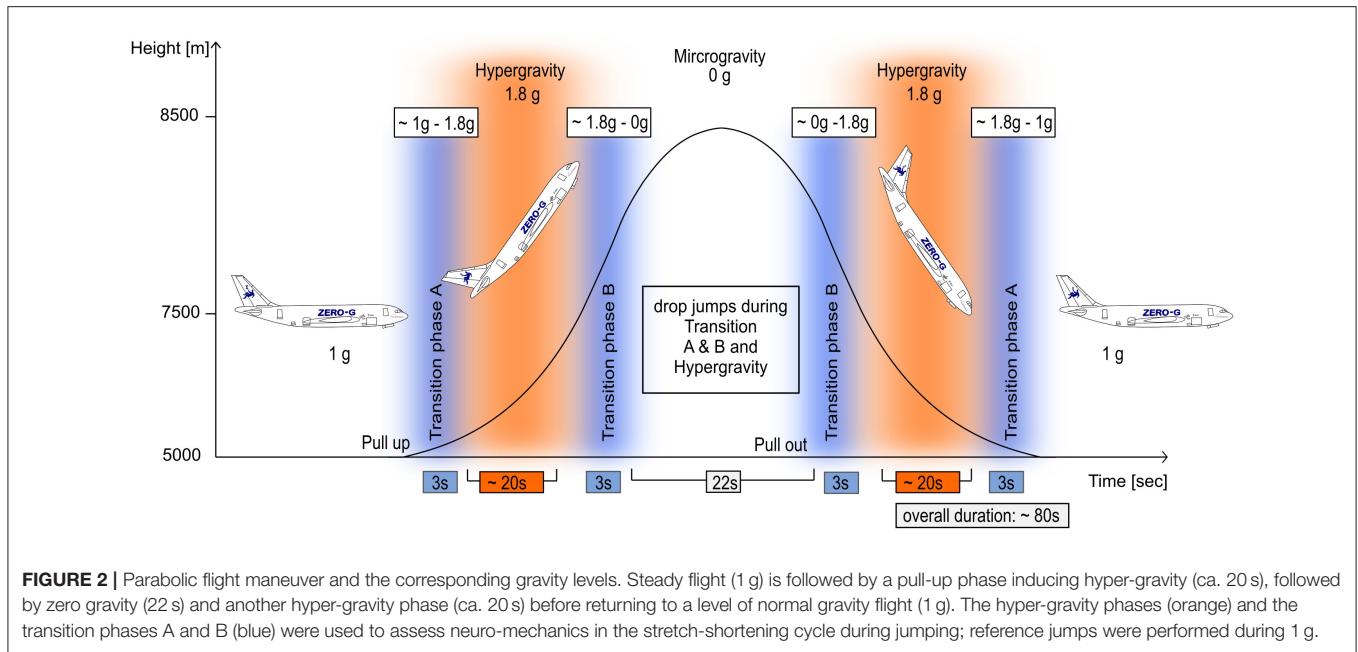 Height [m]
Mircrogravity
0 g
Hypergravity
1.8 g
Hypergravity
1.8 g
8500
~ 1g - 1.8g
~ 1.8g - 0g
~ 0g -1.8g
~ 1.8g - 1g
ZERO-G
ZERO-G
7500
ZERO-G
1 g
ZERO-G
1 g
Transition phase A
Transition phase B
drop jumps during
Transition
A & B and
Hypergravity
Transition phase B
Transition phase A
Pull up
Pull out
5000
3s
~ 20s
3s
22s
3s
~ 20s
3s
Time [sec]
overall duration: ~ 80s
FIGURE 2 | Parabolic flight maneuver and the corresponding gravity levels. Steady flight (1 g) is followed by a pull-up phase inducing hyper-gravity (ca. 20 s), followed
by zero gravity (22 s) and another hyper-gravity phase (ca. 20 s) before returning to a level of normal gravity flight (1 g). The hyper-gravity phases (orange) and the
transition phases A and B (blue) were used to assess neuro-mechanics in the stretch-shortening cycle during jumping; reference jumps were performed during 1 g.